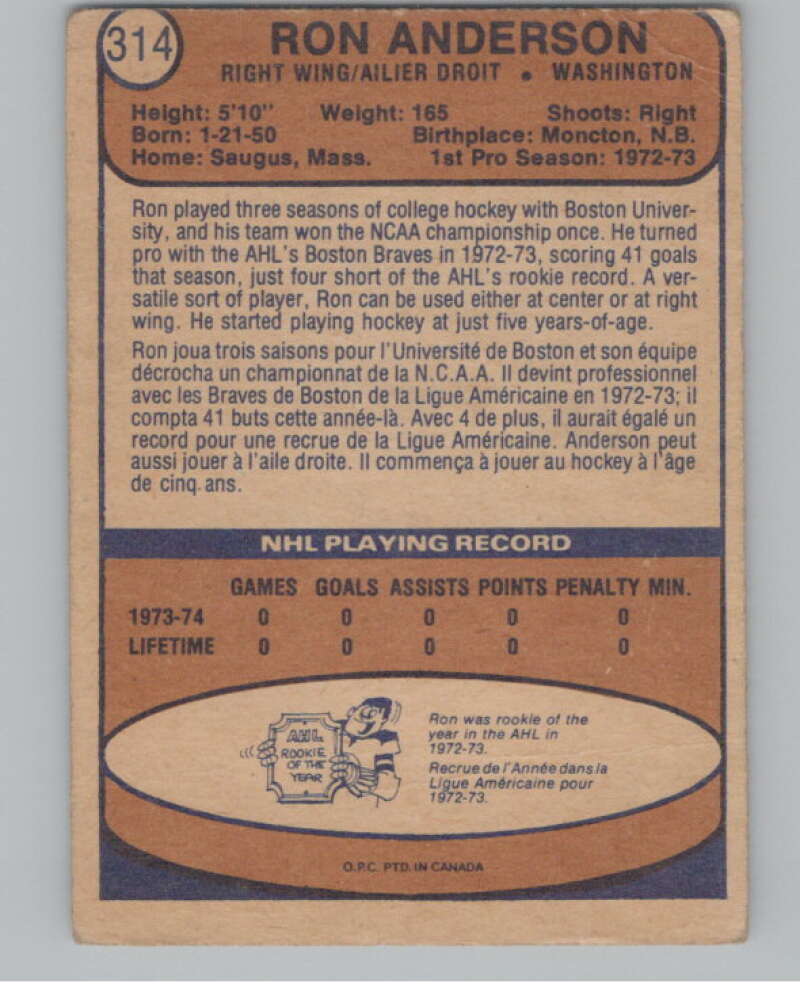 314
RON ANDERSON
RIGHT WING/AILIER DROIT • WASHINGTON
Height: 5'10" Weight: 165 Shoots: Right
Born: 1-21-50 Birthplace: Moncton, N.B.
Home: Saugus, Mass. 1st Pro Season: 1972-73
Ron played three seasons of college hockey with Boston Univer-
sity, and his team won the NCAA championship once. He turned
pro with the AHL's Boston Braves in 1972-73, scoring 41 goals
that season, just four short of the AHL's rookie record. A ver-
satile sort of player, Ron can be used either at center or at right
wing. He started playing hockey at just five years-of-age.
Ron joua trois saisons pour l'Université de Boston et son équipe
décrocha un championnat de la N.C.A.A. Il devint professionnel
avec les Braves de Boston de la Ligue Américaine en 1972-73; il
compta 41 buts cette année-là. Avec 4 de plus, il aurait égalé un
record pour une recrue de la Ligue Américaine. Anderson peut
aussi jouer à l'aile droite. Il commença à jouer au hockey à l'âge
de cinq ans.
NHL PLAYING RECORD
GAMES GOALS ASSISTS POINTS PENALTY MIN.
1973-74 0 0 0 0 0
LIFETIME 0 0 0 0 0
AHL
ROOKIE
OF THE
YEAR
Ron was rookie of the
year in the AHL in
1972-73.
Recrue de l'Année dans la
Ligue Américaine pour
1972-73.
O.P.C. PTD. IN CANADA